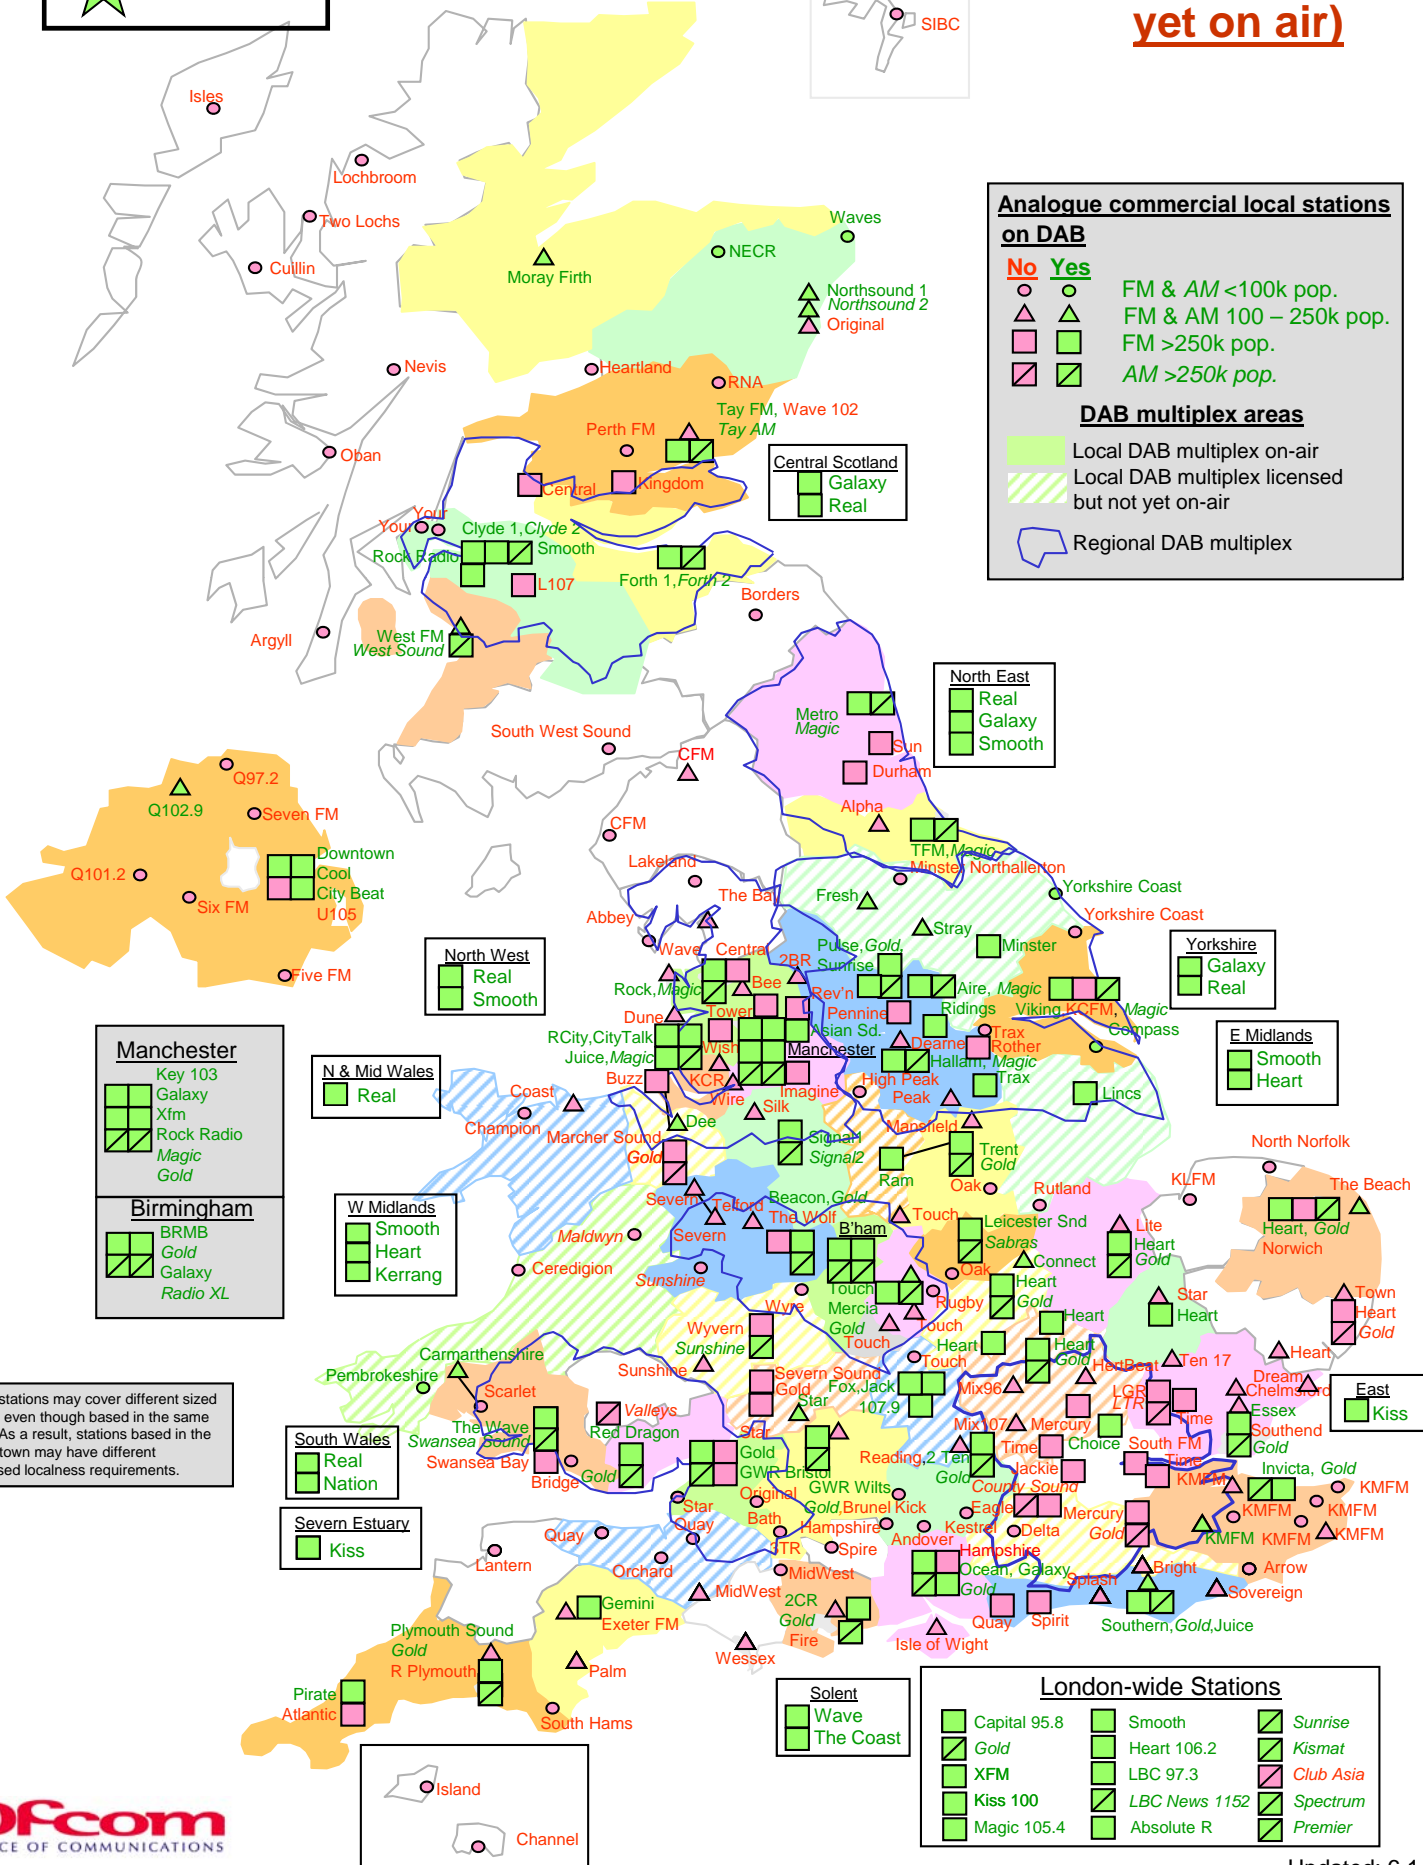 yet on air)
SIBC
Isles
Lochbroom
Two Lochs
Cuillin
Waves
NECR
Moray Firth
Northsound 1
Northsound 2
Original
Analogue commercial local stations
on DAB
No Yes
FM & AM <100k pop.
FM & AM 100 – 250k pop.
FM >250k pop.
AM >250k pop.
DAB multiplex areas
Local DAB multiplex on-air
Local DAB multiplex licensed
but not yet on-air
Regional DAB multiplex
Nevis
Heartland
RNA
Tay FM, Wave 102
Tay AM
Perth FM
Oban
Central
Kingdom
Central Scotland
Galaxy
Real
Your
Your
Clyde 1, Clyde 2
Rock Radio
Smooth
L107
Forth 1, Forth 2
Borders
Argyll
West FM
West Sound
North East
Real
Galaxy
Smooth
Metro
Magic
Sun
Durham
South West Sound
CFM
CFM
Alpha
TFM, Magic
Q97.2
Q102.9
Seven FM
Q101.2
Six FM
Downtown
Cool
City Beat
U105
Five FM
Lakeland
The Bay
Abbey
Minster Northallerton
Fresh
Yorkshire Coast
Yorkshire Coast
Stray
Minster
North West
Real
Smooth
Wave
Central
2BR
Bee
Rock, Magic
Pulse, Gold,
Sunrise
Rev'n
Pennine
Aire, Magic
Ridings
Viking KCFM, Magic
Compass
Yorkshire
Galaxy
Real
Dune
Tower
RCity, CityTalk
Juice, Magic
Asian Sd.
Wish
Manchester
Dearne
Trax
Rother
Hallam, Magic
Trax
Lincs
E Midlands
Smooth
Heart
Manchester
Key 103
Galaxy
Xfm
Rock Radio
Magic
Gold
Birmingham
BRMB
Gold
Galaxy
Radio XL
N & Mid Wales
Real
Buzz
KCR
Wire
Imagine
Silk
High Peak
Peak
Mansfield
Coast
Champion
Marcher Sound
Gold
Dee
Signal1
Signal2
Ram
Trent
Gold
Oak
Rutland
North Norfolk
KLFM
The Beach
Heart, Gold
Norwich
W Midlands
Smooth
Heart
Kerrang
Severn
Telford
Severn
Beacon, Gold
The Wolf
B'ham
Touch
Leicester Snd
Sabras
Lite
Heart
Gold
Maldwyn
Ceredigion
Sunshine
Connect
Oak
Heart
Gold
Rugby
Wyre
Touch
Mercia
Gold
Touch
Touch
Wyvern
Sunshine
Sunshine
Heart
Heart
Heart
Gold
Star
Heart
Town
Heart
Gold
Heart
Carmarthenshire
Pembrokeshire
Scarlet
Touch
Severn Sound
Gold
Star
Fox, Jack
107.9
Mix96
HertBeat
Ten 17
Dream
Chelmsford
Essex
Southend
Gold
East
Kiss
stations may cover different sized
even though based in the same
As a result, stations based in the
town may have different
sed localness requirements.
South Wales
Real
Nation
The Wave
Swansea Sound
Swansea Bay
Bridge
Valleys
Red Dragon
Gold
Star
Gold
GWR Bristol
Original
Bath
LGR
LTR
Time
Mix107
Mercury
Choice
Time
Jackie
South FM
Time
Reading, 2 Ten
Gold
County Sound
KMFM
Invicta, Gold
KMFM
KMFM
KMFM
KMFM
KMFM
KMFM
Severn Estuary
Kiss
Star
Quay
Quay
Lantern
Orchard
GWR Wilts
Gold, Brunel
Kick
Hampshire
Andover
Kestrel
Eagle
Delta
Mercury
Gold
3TR
Spire
MidWest
MidWest
Hampshire
Ocean, Galaxy
Gold
Bright
Splash
Arrow
Sovereign
Southern, Gold, Juice
Quay
Spirit
Isle of Wight
Gemini
Exeter FM
2CR
Gold
Fire
Wessex
Plymouth Sound
Gold
R Plymouth
Palm
South Hams
Pirate
Atlantic
Solent
Wave
The Coast
London-wide Stations
Capital 95.8
Gold
XFM
Kiss 100
Magic 105.4
Smooth
Heart 106.2
LBC 97.3
LBC News 1152
Absolute R
Sunrise
Kismat
Club Asia
Spectrum
Premier
Island
Channel
Ofcom
CE OF COMMUNICATIONS